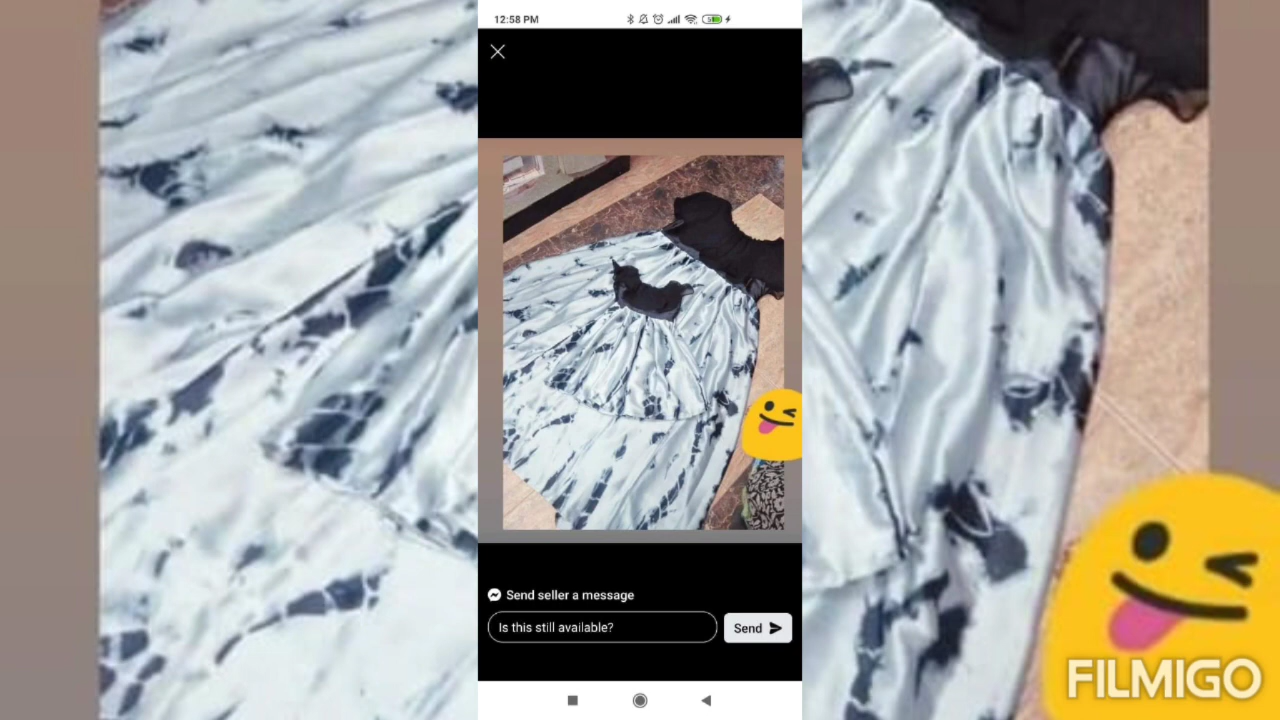 12:58 PM
Send seller a message
Is this still available?
Send
FILMIGO